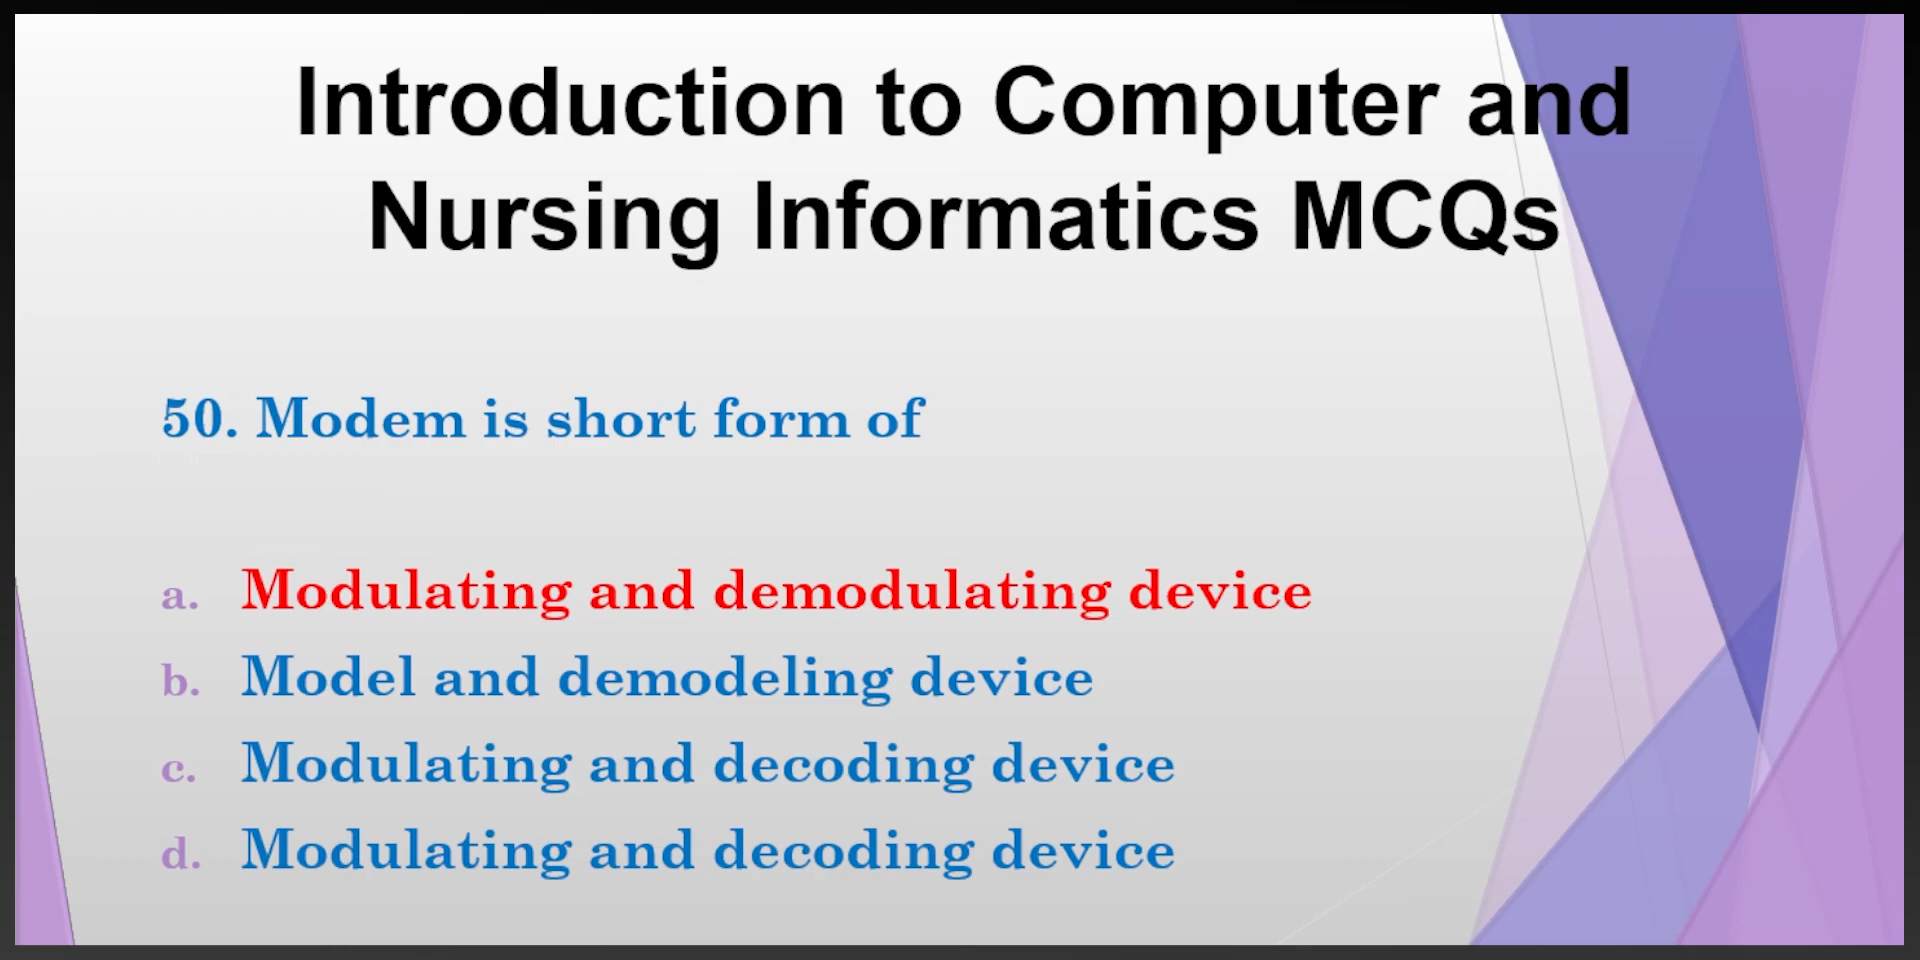 Introduction to Computer and
Nursing Informatics MCQs
50. Modem is short form of
a. Modulating and demodulating device
b. Model and demodeling device
c. Modulating and decoding device
d. Modulating and decoding device